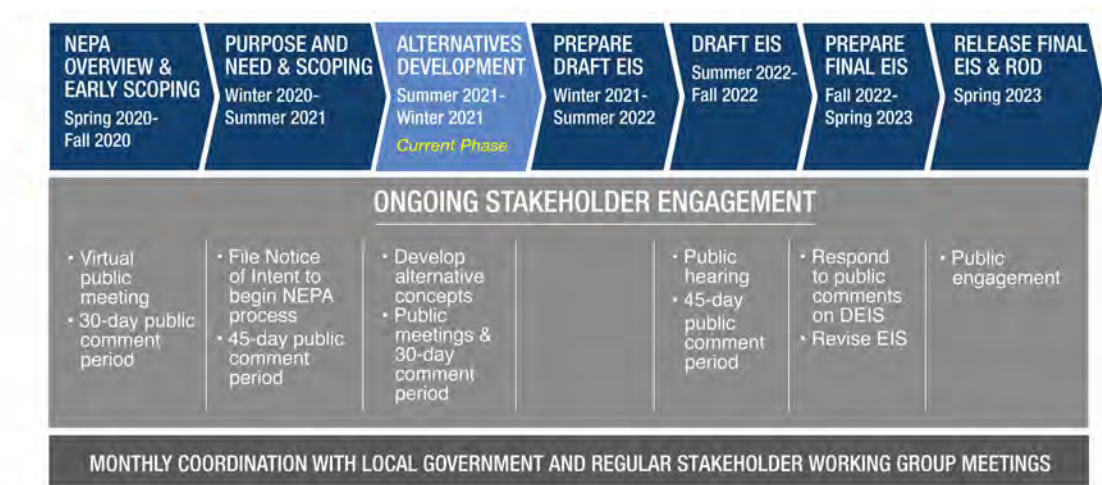 NEPA
OVERVIEW &
EARLY SCOPING
Spring 2020-
Fall 2020
PURPOSE AND
NEED & SCOPING
Winter 2020-
Summer 2021
ALTERNATIVES
DEVELOPMENT
Summer 2021-
Winter 2021
Current Phase
PREPARE
DRAFT EIS
Winter 2021-
Summer 2022
DRAFT EIS
Summer 2022-
Fall 2022
PREPARE
FINAL EIS
Fall 2022-
Spring 2023
RELEASE FINAL
EIS & ROD
Spring 2023
ONGOING STAKEHOLDER ENGAGEMENT
• Virtual
public
meeting
• 30-day public
comment
period
• File Notice
of Intent to
begin NEPA
process
• 45-day public
comment
period
• Develop
alternative
concepts
• Public
meetings &
30-day
comment
period
• Public
hearing
• 45-day
public
comment
period
• Respond
to public
comments
on DEIS
• Revise EIS
• Public
engagement
MONTHLY COORDINATION WITH LOCAL GOVERNMENT AND REGULAR STAKEHOLDER WORKING GROUP MEETINGS